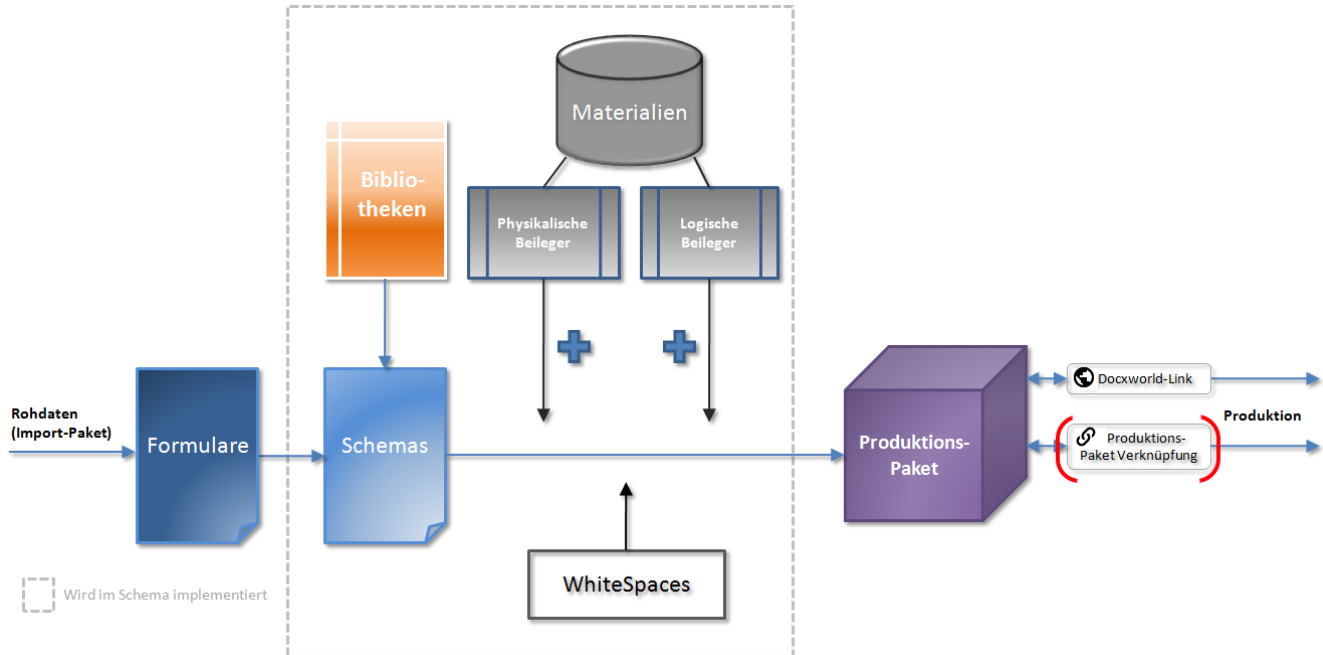 Materialien
Biblio-
theken
Physikalische
Beileger
Logische
Beileger
Rohdaten
(Import-Paket)
Formulare
Schemas
Produktions-
Paket
Docxworld-Link
Produktion
Produktions-
Paket Verknüpfung
WhiteSpaces
Wird im Schema implementiert